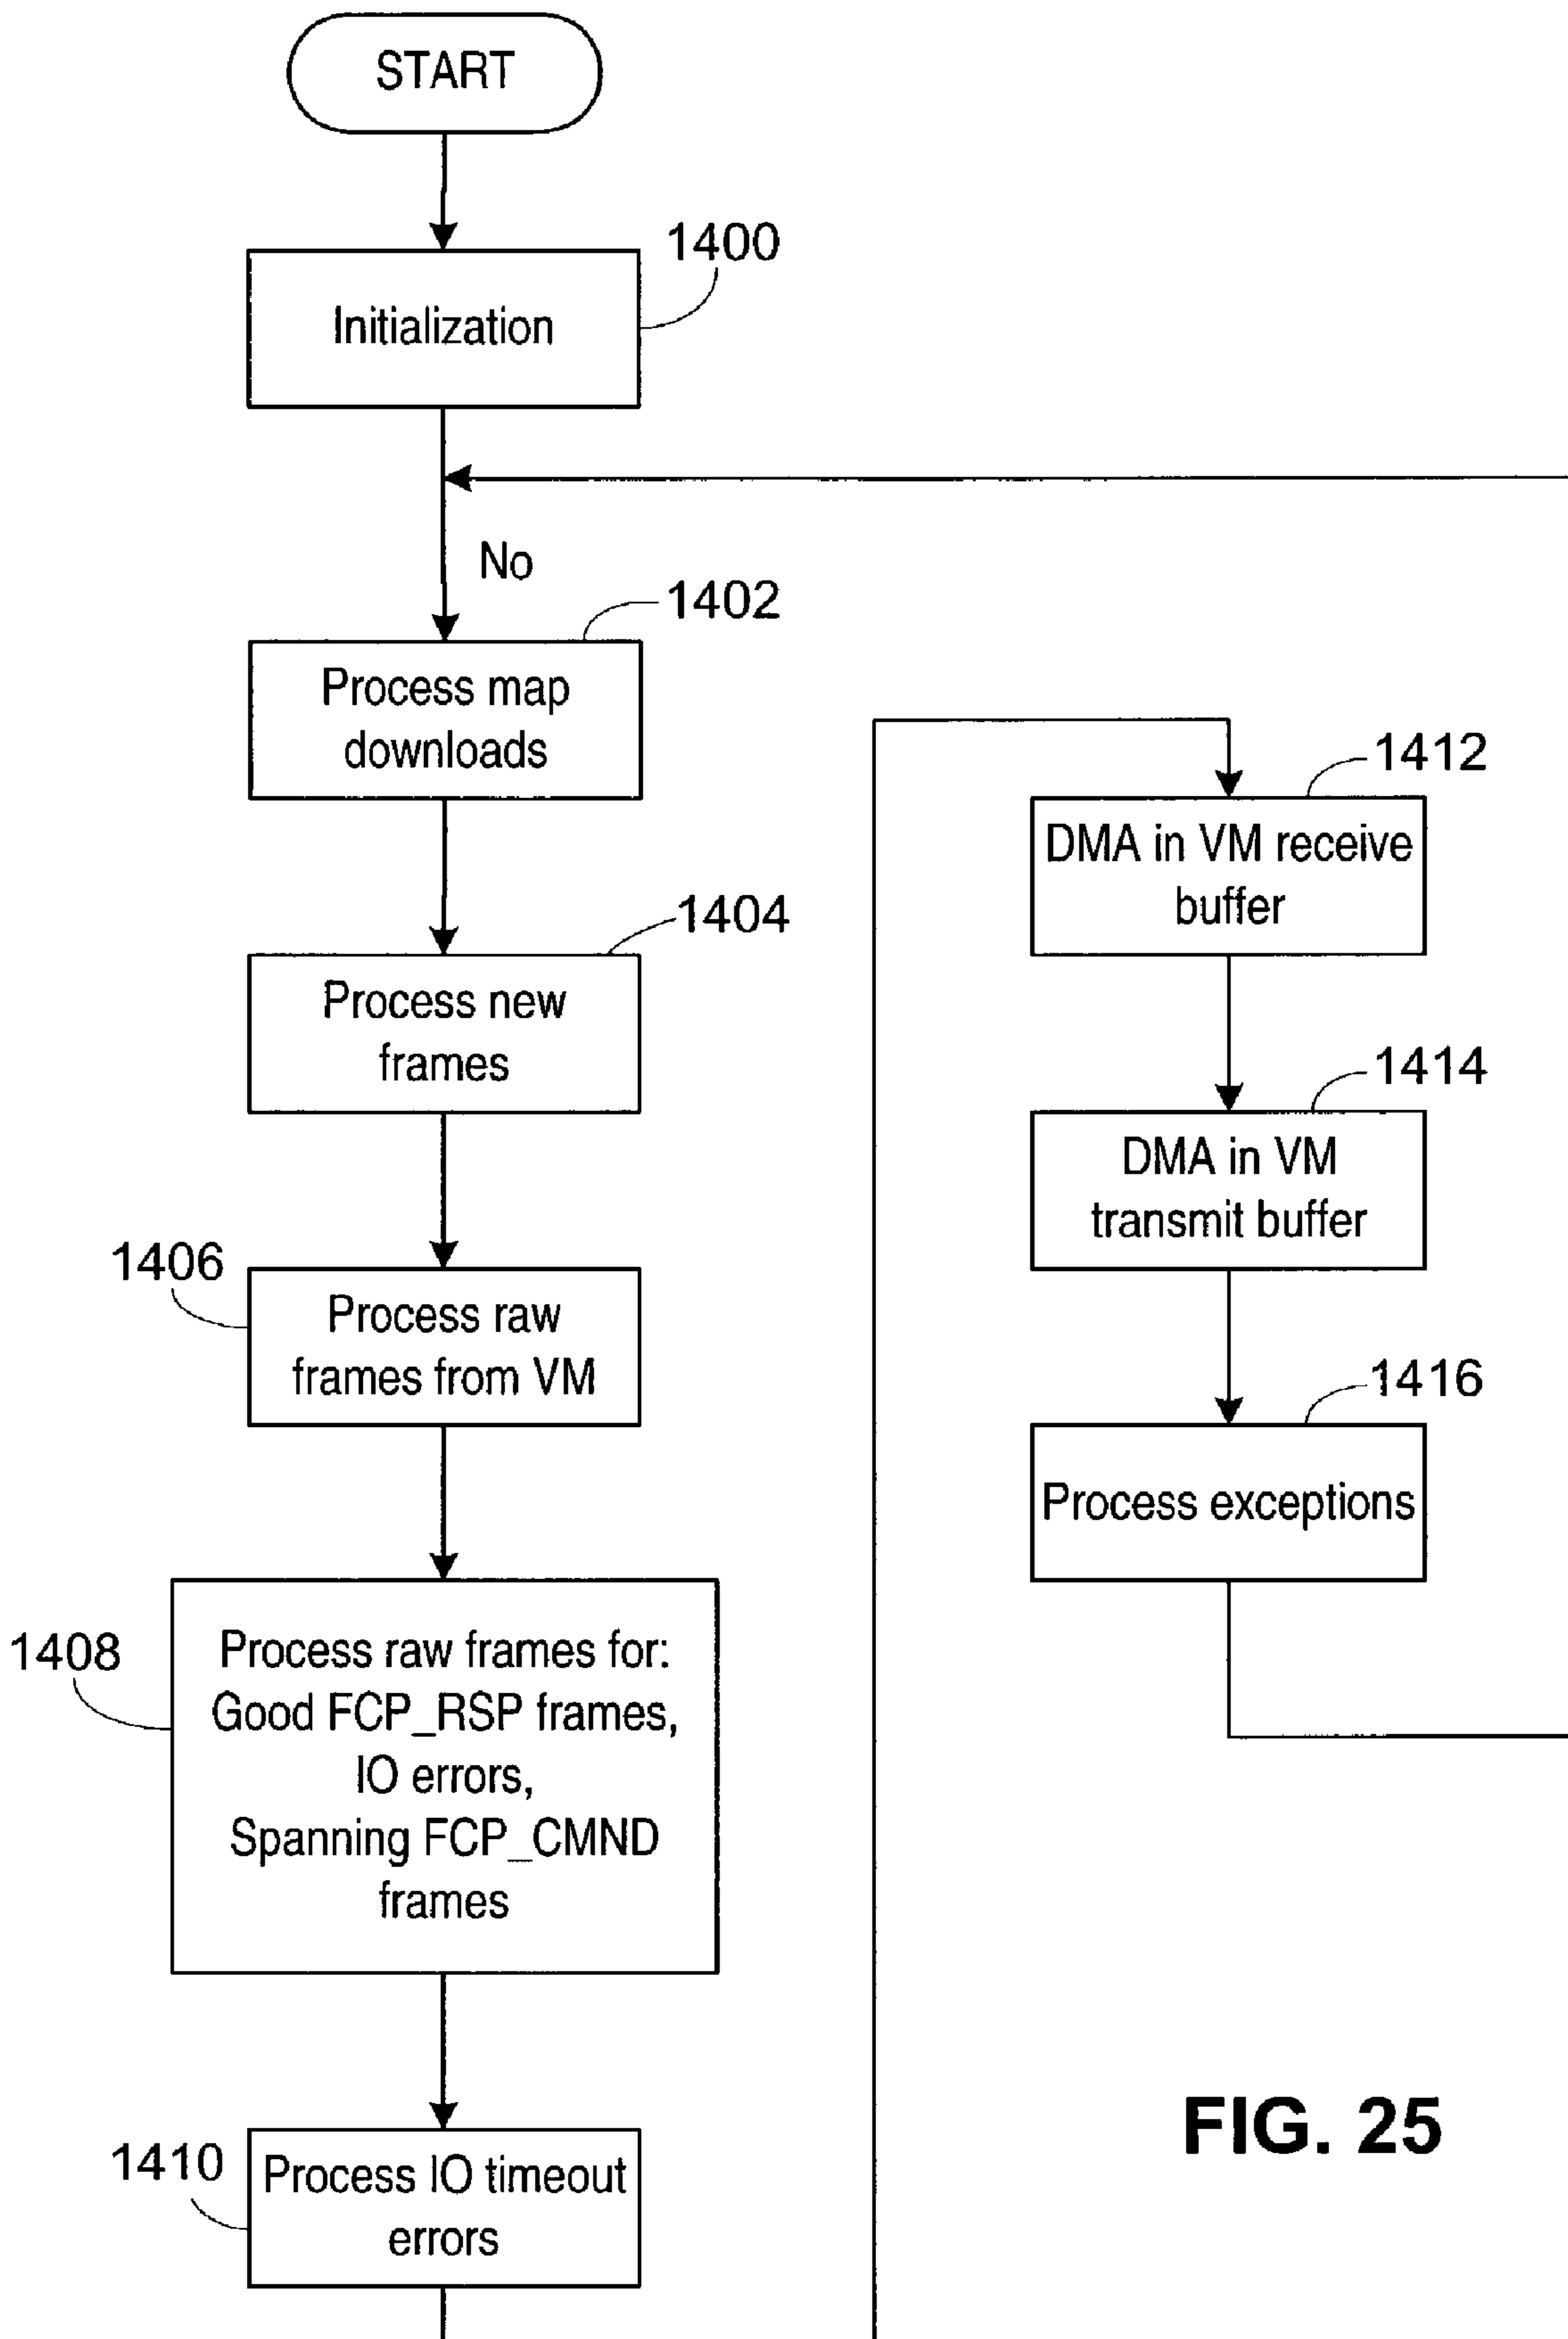 START
1400
Initialization
No
1402
Process map
downloads
1404
Process new
frames
1406
Process raw
frames from VM
1408
Process raw frames for:
Good FCP_RSP frames,
IO errors,
Spanning FCP_CMND
frames
1410
Process IO timeout
errors
1412
DMA in VM receive
buffer
1414
DMA in VM
transmit buffer
1416
Process exceptions
FIG. 25